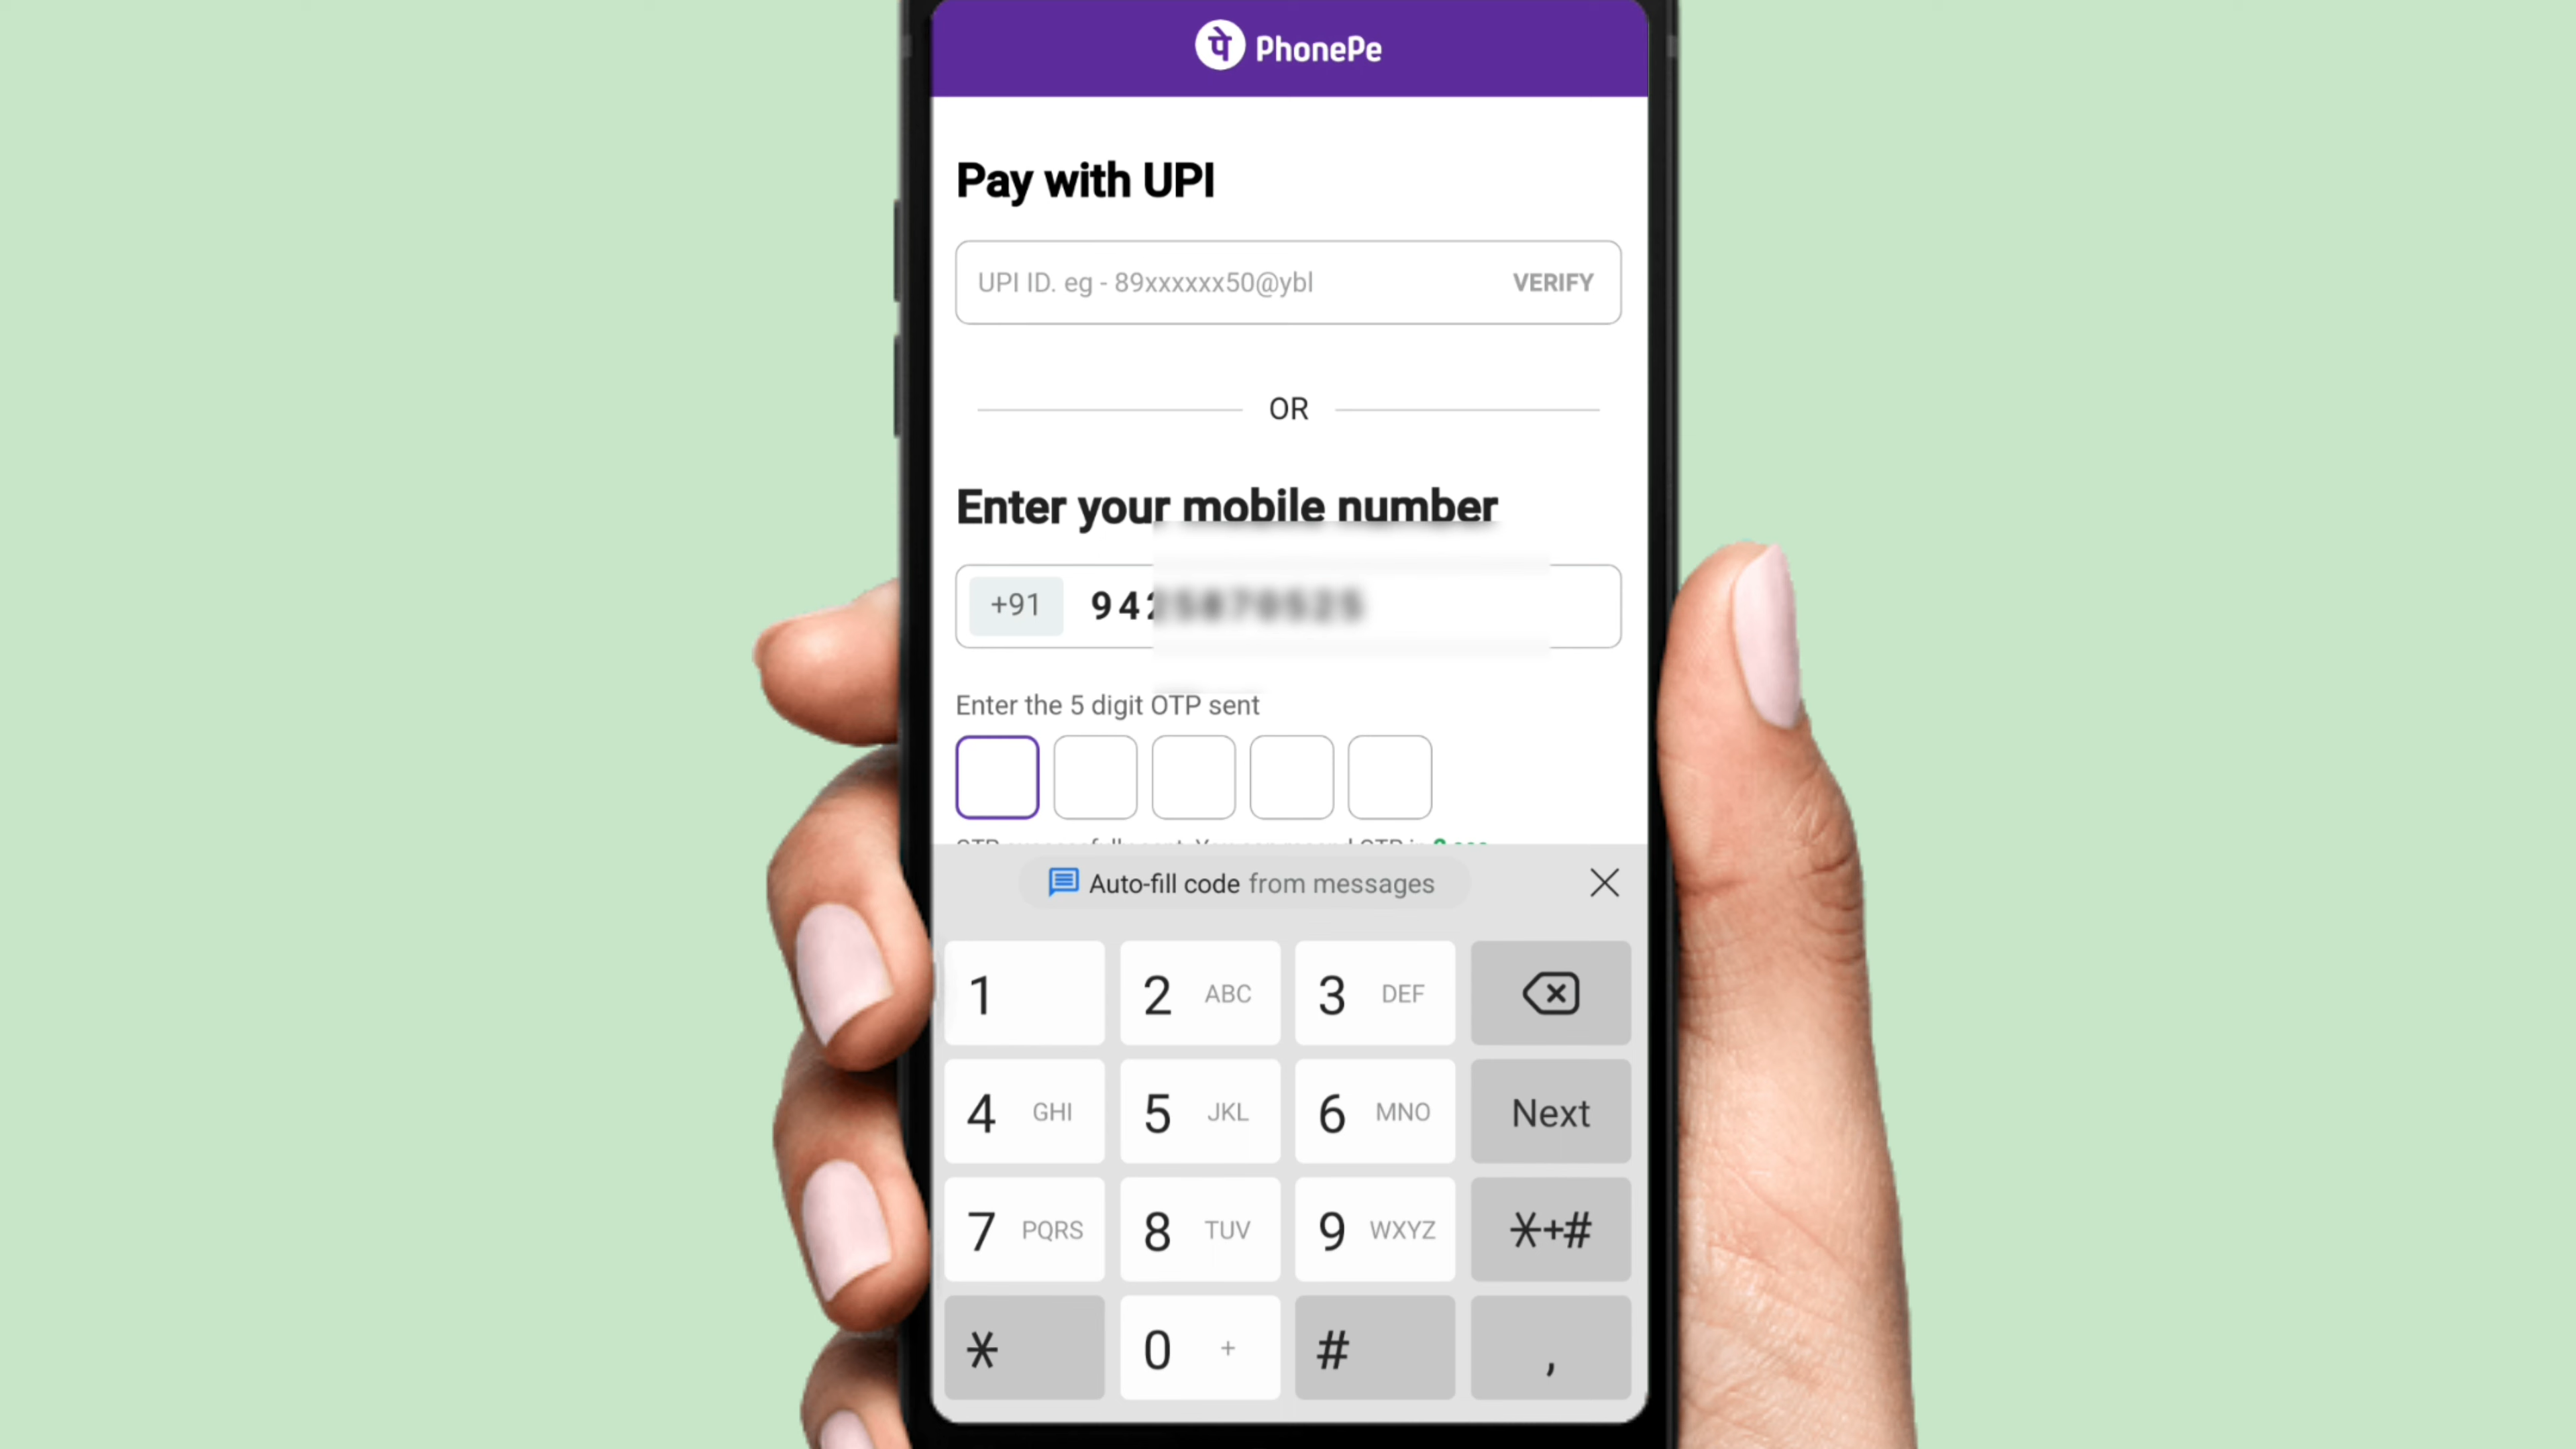 पे PhonePe
Pay with UPI
UPI ID. eg - 89xxxxxx50@ybl VERIFY
OR
Enter your mobile number
+91 94
Enter the 5 digit OTP sent
Auto-fill code from messages
1 2 ABC 3 DEF
4 GHI 5 JKL 6 MNO Next
7 PQRS 8 TUV 9 WXYZ *+#
* 0 + # ,